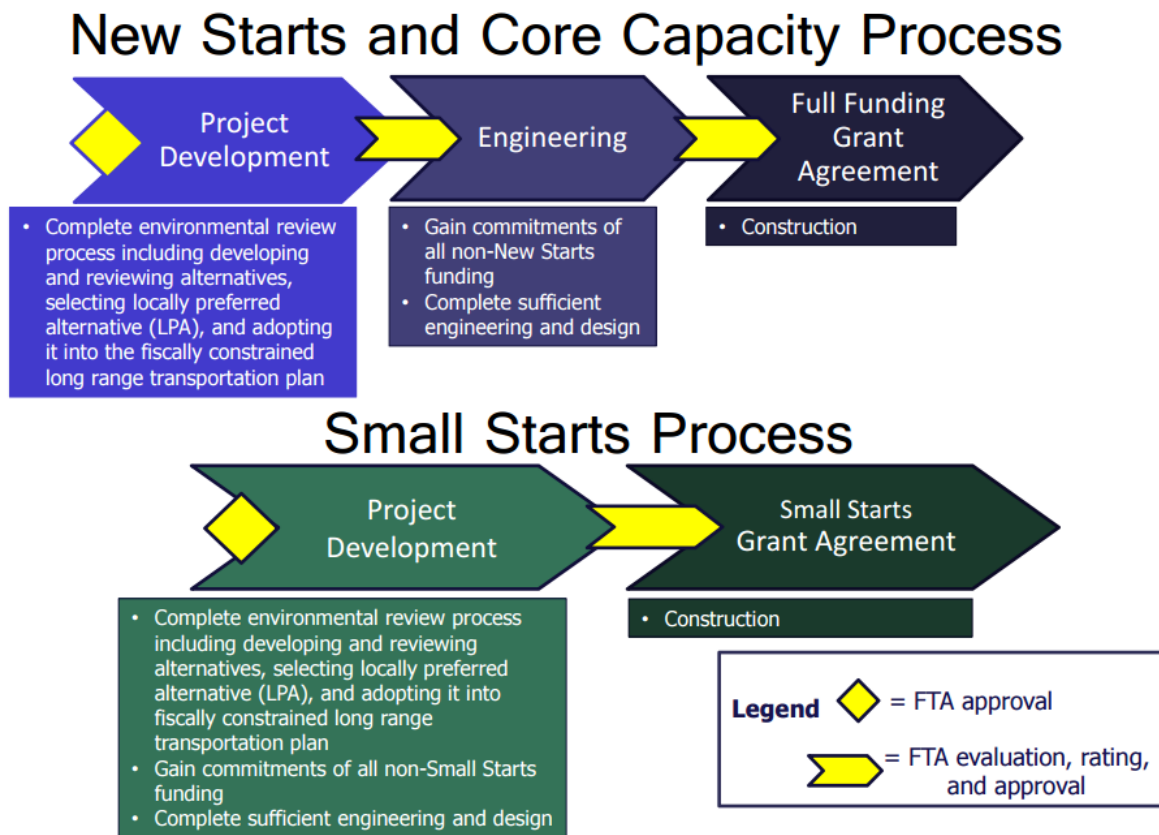 New Starts and Core Capacity Process
Project
Development
Engineering
Full Funding
Grant
Agreement
• Complete environmental review
process including developing
and reviewing alternatives,
selecting locally preferred
alternative (LPA), and adopting
it into the fiscally constrained
long range transportation plan
• Gain commitments of
all non-New Starts
funding
• Complete sufficient
engineering and design
• Construction
Small Starts Process
Project
Development
Small Starts
Grant Agreement
• Complete environmental review process
including developing and reviewing
alternatives, selecting locally preferred
alternative (LPA), and adopting it into
fiscally constrained long range
transportation plan
• Gain commitments of all non-Small Starts
funding
• Complete sufficient engineering and design
• Construction
Legend
= FTA approval
= FTA evaluation, rating,
and approval